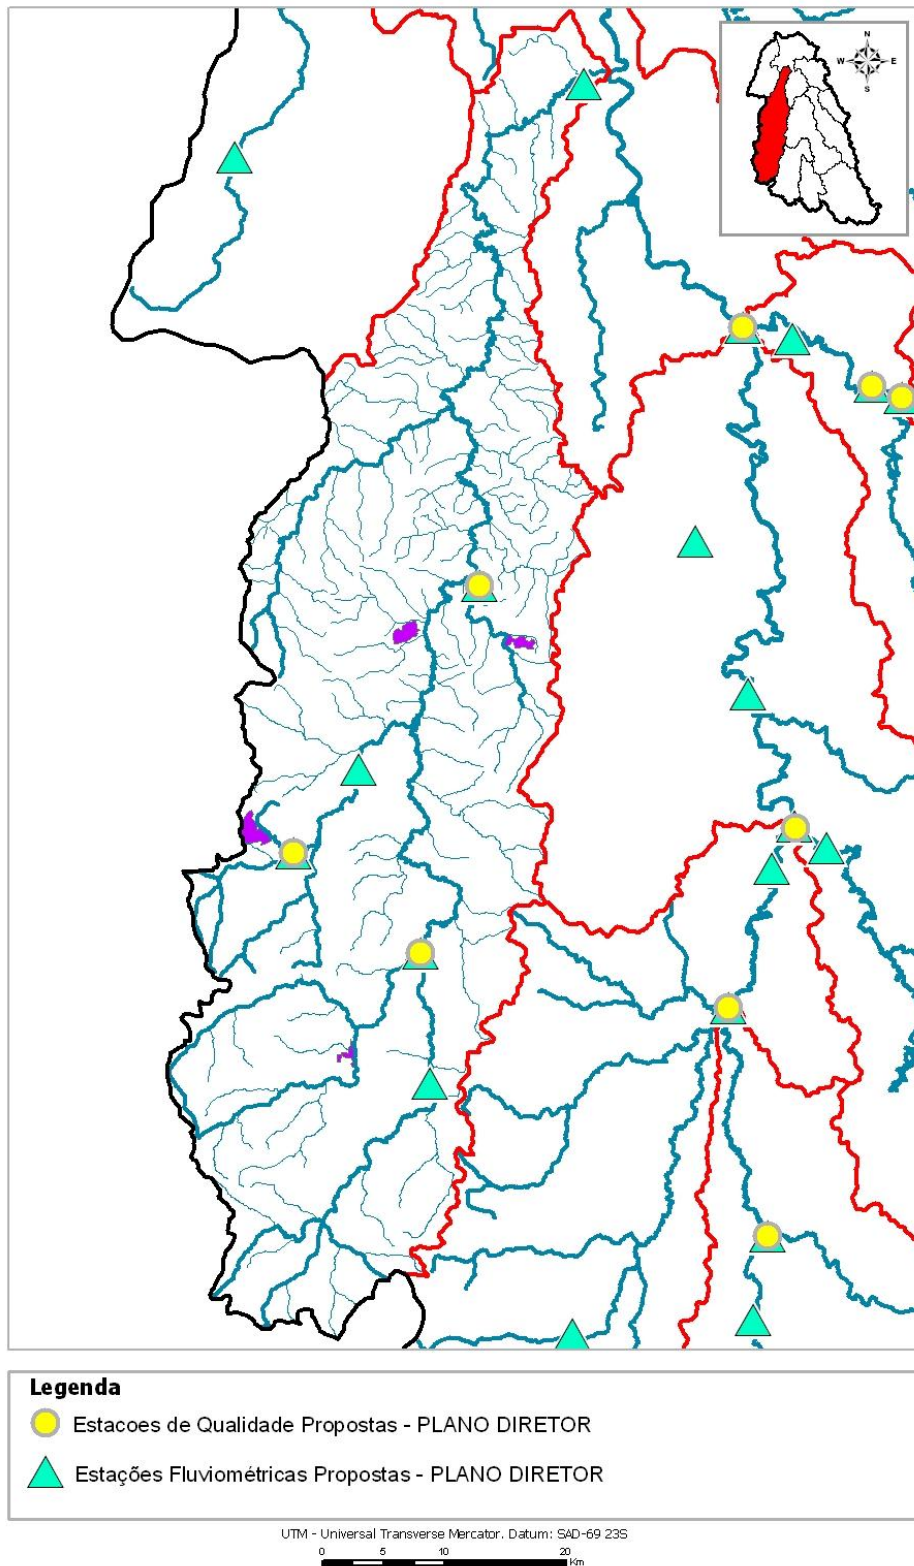 N
W E
S
Legenda
Estacoes de Qualidade Propostas - PLANO DIRETOR
Estações Fluviométricas Propostas - PLANO DIRETOR
UTM - Universal Transverse Mercator. Datum: SAD-69 23S
0 5 10 20
Km